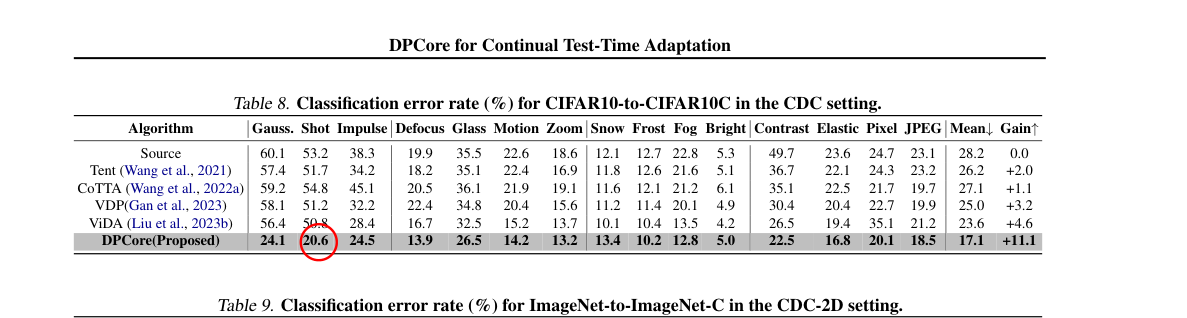 DPCore for Continual Test-Time Adaptation
Table 8. Classification error rate (%) for CIFAR10-to-CIFAR10C in the CDC setting.
Algorithm Gauss. Shot Impulse Defocus Glass Motion Zoom Snow Frost Fog Bright Contrast Elastic Pixel JPEG Mean↓ Gain↑
Source 60.1 53.2 38.3 19.9 35.5 22.6 18.6 12.1 12.7 22.8 5.3 49.7 23.6 24.7 23.1 28.2 0.0
Tent (Wang et al., 2021) 57.4 51.7 34.2 18.2 35.1 22.4 16.9 11.8 12.6 21.6 5.1 36.7 22.1 24.3 23.2 26.2 +2.0
CoTTA (Wang et al., 2022a) 59.2 54.8 45.1 20.5 36.1 21.9 19.1 11.6 12.1 21.2 6.1 35.1 22.5 21.7 19.7 27.1 +1.1
VDP(Gan et al., 2023) 58.1 51.2 32.2 22.4 34.8 20.4 15.6 11.2 11.4 20.1 4.9 30.4 20.4 22.7 19.9 25.0 +3.2
ViDA (Liu et al., 2023b) 56.4 50.8 28.4 16.7 32.5 15.2 13.7 10.1 10.4 13.5 4.2 26.5 19.4 35.1 21.2 23.6 +4.6
DPCore(Proposed) 24.1 20.6 24.5 13.9 26.5 14.2 13.2 13.4 10.2 12.8 5.0 22.5 16.8 20.1 18.5 17.1 +11.1
Table 9. Classification error rate (%) for ImageNet-to-ImageNet-C in the CDC-2D setting.